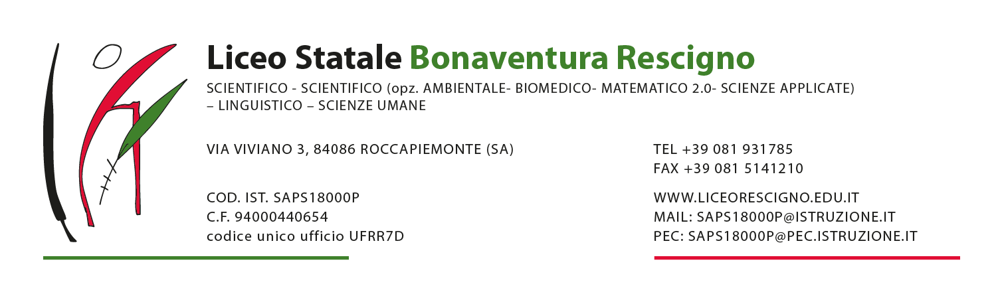 Liceo Statale Bonaventura Rescigno
SCIENTIFICO - SCIENTIFICO (opz. AMBIENTALE- BIOMEDICO- MATEMATICO 2.0- SCIENZE APPLICATE)
– LINGUISTICO – SCIENZE UMANE
VIA VIVIANO 3, 84086 ROCCAPIEMONTE (SA)
TEL +39 081 931785
FAX +39 081 5141210
COD. IST. SAPS18000P
C.F. 94000440654
codice unico ufficio UFRR7D
WWW.LICEORESCIGNO.EDU.IT
MAIL: SAPS18000P@ISTRUZIONE.IT
PEC: SAPS18000P@PEC.ISTRUZIONE.IT